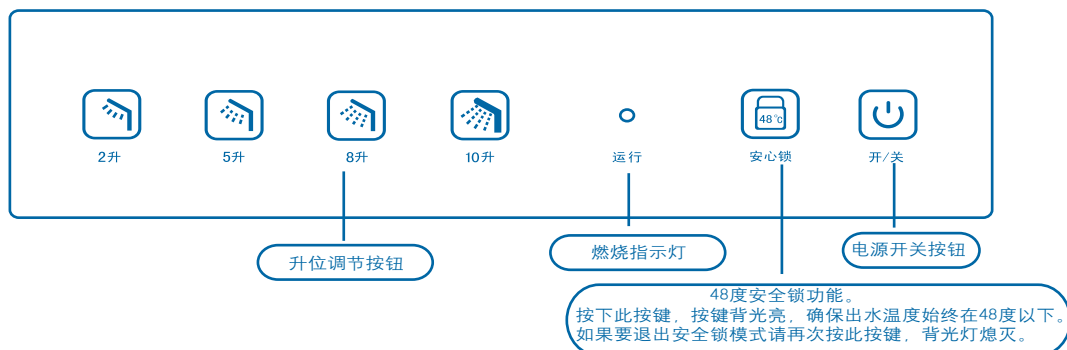 48℃
2升
5升
8升
10升
运行
安心锁
开/关
升位调节按钮
燃烧指示灯
电源开关按钮
48度安全锁功能。
按下此按键，按键背光亮，确保出水温度始终在48度以下。
如果要退出安全锁模式请再次按此按键，背光灯熄灭。